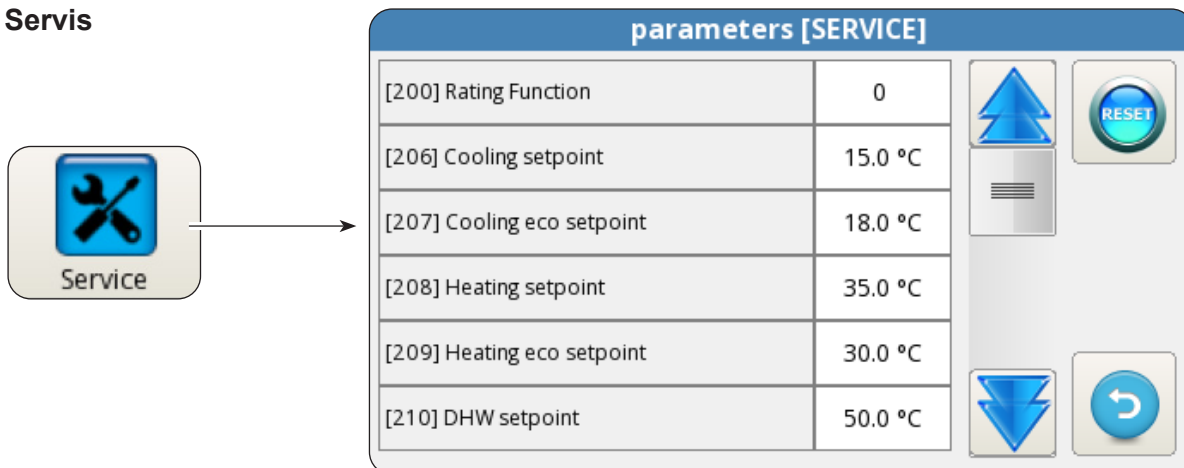 Servis
parameters [SERVICE]
[200] Rating Function 0
RESET
[206] Cooling setpoint 15.0 °C
[207] Cooling eco setpoint 18.0 °C
Service
[208] Heating setpoint 35.0 °C
[209] Heating eco setpoint 30.0 °C
[210] DHW setpoint 50.0 °C